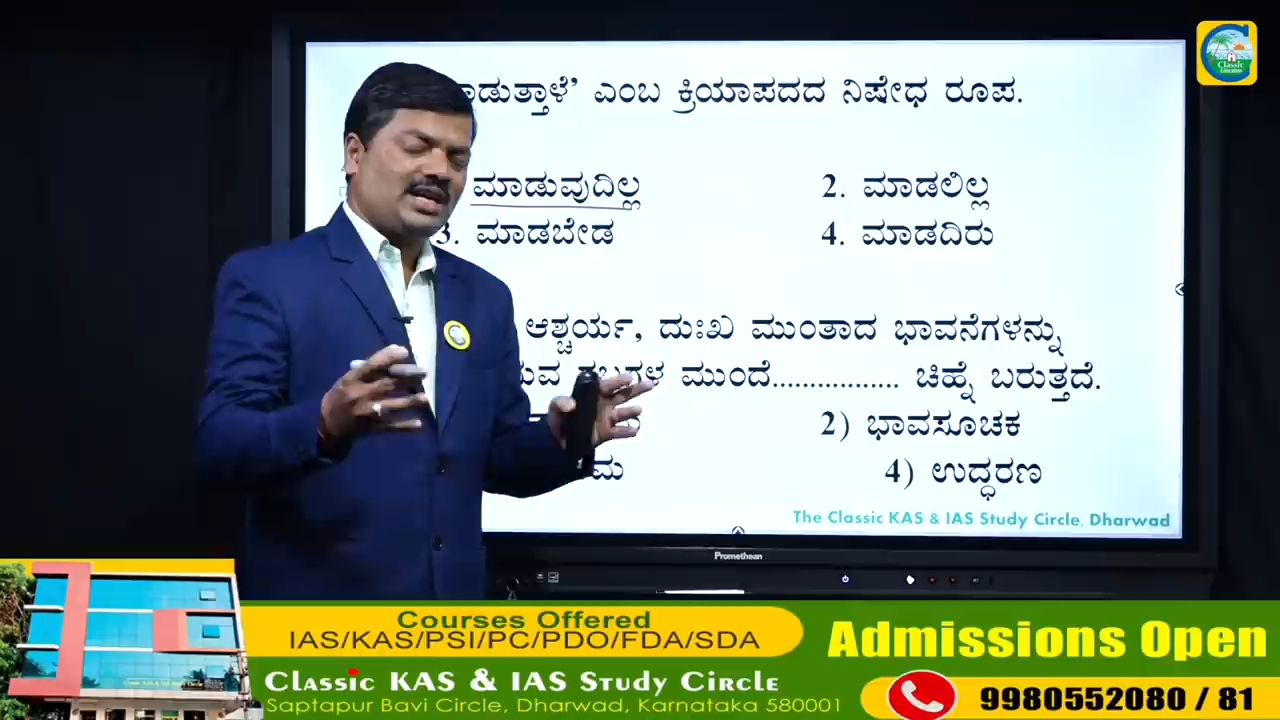 ಎಂಬ ಕ್ರಿಯಾಪದದ ನಿಷೇಧ ರೂಪ.
ಮಾಡುವುದಿಲ್ಲ
2. ಮಾಡಲಿಲ್ಲ
3. ಮಾಡಬೇಡ
4. ಮಾಡದಿರು
ಆಶ್ಚರ್ಯ, ದುಃಖ ಮುಂತಾದ ಭಾವನೆಗಳನ್ನು
ಮುಂದೆ................. ಚಿಹ್ನೆ ಬರುತ್ತದೆ.
2) ಭಾವಸೂಚಕ
4) ಉದ್ಧರಣ
The Classic KAS & IAS Study Circle, Dharwad
Promethean
Classic
Education
Courses Offered
IAS/KAS/PSI/PC/PDO/FDA/SDA
Classic KAS & IAS Study Circle
Saptapur Bavi Circle, Dharwad, Karnataka 580001
Admissions Open
9980552080 / 81